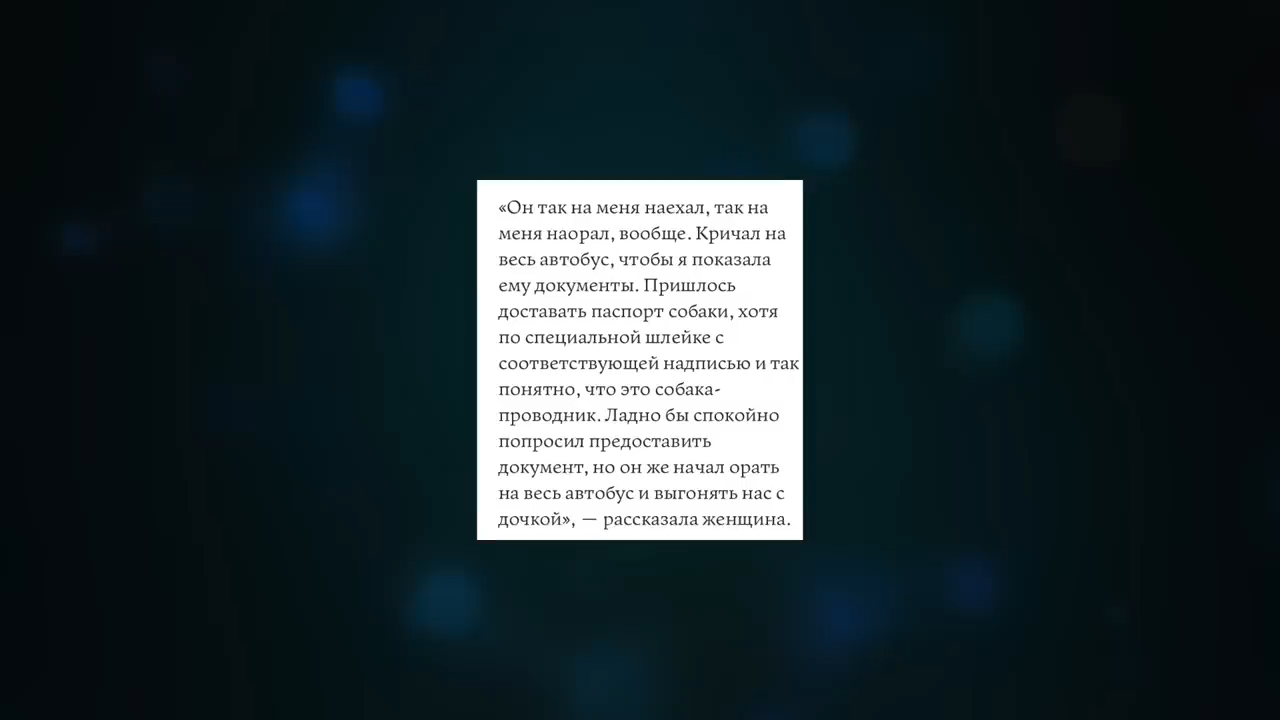 «Он так на меня наехал, так на
меня наорал, вообще. Кричал на
весь автобус, чтобы я показала
ему документы. Пришлось
доставать паспорт собаки, хотя
по специальной шлейке с
соответствующей надписью и так
понятно, что это собака-
проводник. Ладно бы спокойно
попросил предоставить
документ, но он же начал орать
на весь автобус и выгонять нас с
дочкой», — рассказала женщина.